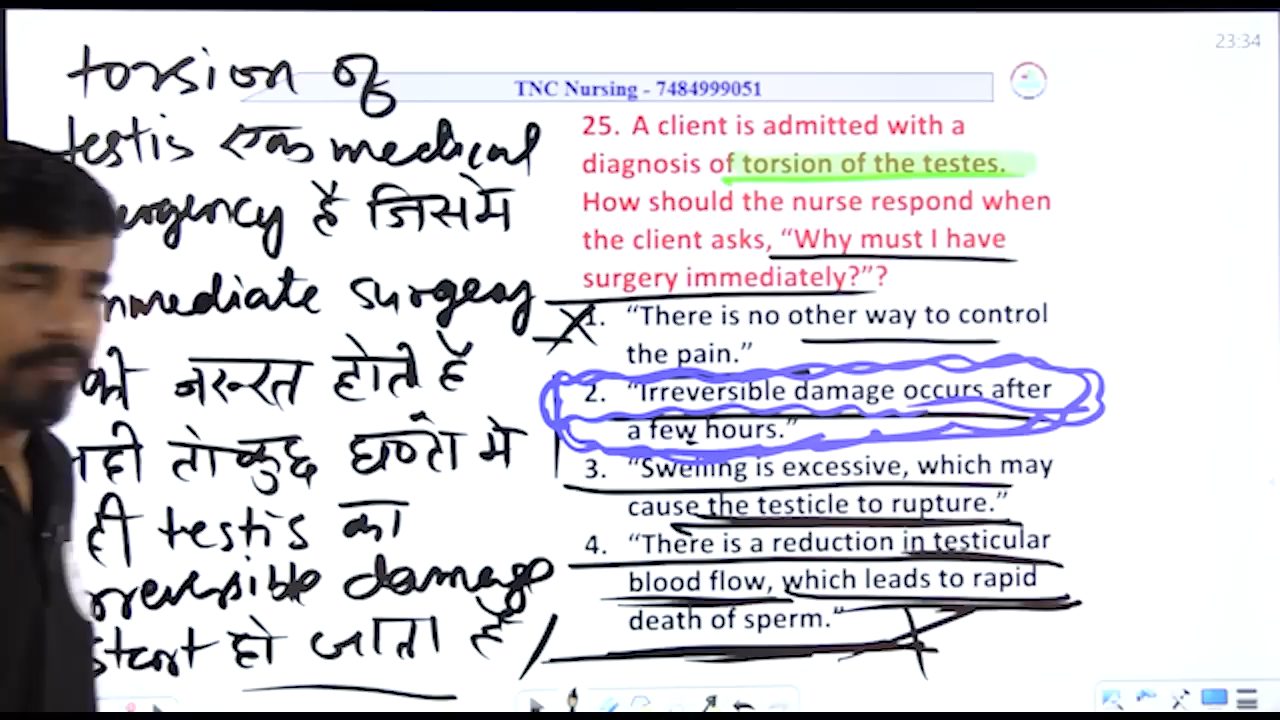 23:34
torsion of
testis एक medical
ergency है जिसमें
mmediate surgery
की जरूरत होती है
ही तो कुछ घण्टों में
ही testis का
rreversible damage
start हो जाता है
TNC Nursing - 7484999051
25. A client is admitted with a
diagnosis of torsion of the testes.
How should the nurse respond when
the client asks, “Why must I have
surgery immediately?”?
1. “There is no other way to control
the pain.”
2. “Irreversible damage occurs after
a few hours.”
3. “Swelling is excessive, which may
cause the testicle to rupture.”
4. “There is a reduction in testicular
blood flow, which leads to rapid
death of sperm.”